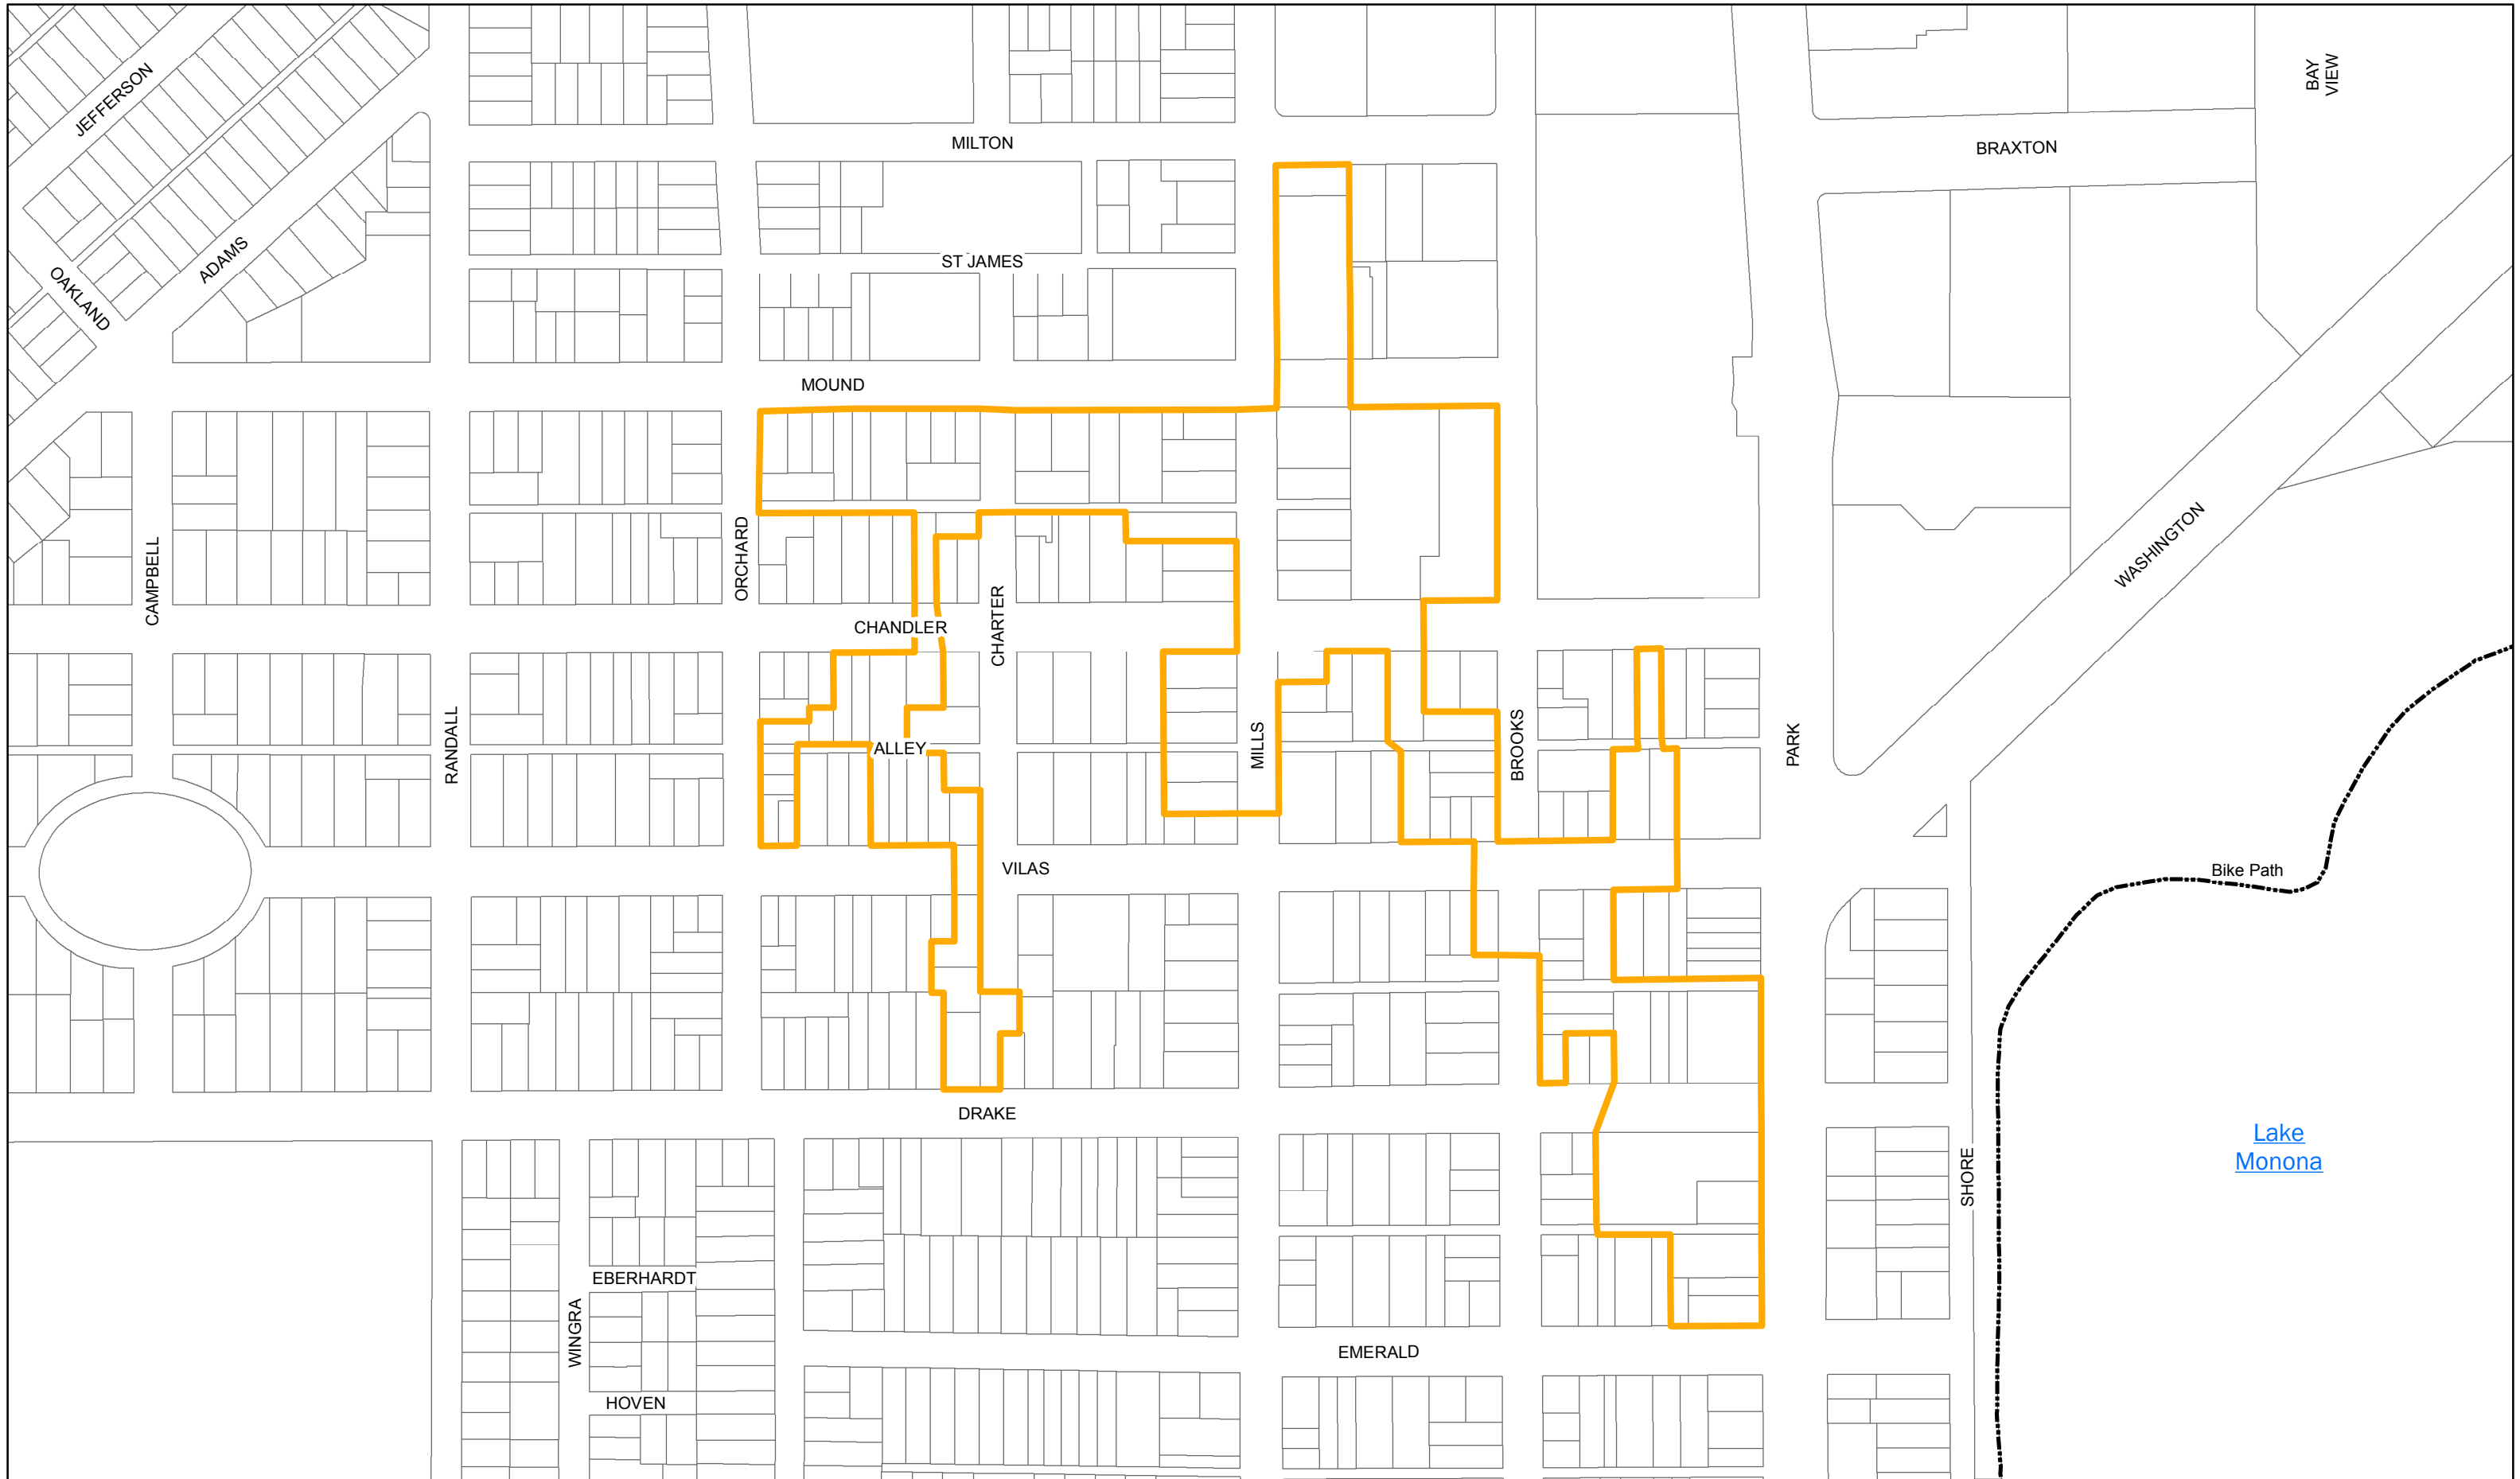 JEFFERSON
BAY
VIEW
MILTON
BRAXTON
ADAMS
ST JAMES
OAKLAND
MOUND
WASHINGTON
ORCHARD
CAMPBELL
CHANDLER
CHARTER
RANDALL
ALLEY
MILLS
BROOKS
PARK
VILAS
Bike Path
DRAKE
Lake
Monona
SHORE
EBERHARDT
WINGRA
EMERALD
HOVEN